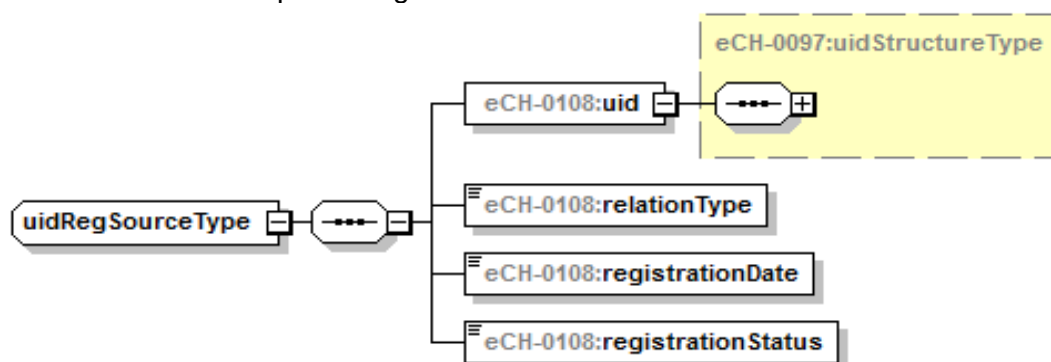 eCH-0097:uidStructureType
eCH-0108:uid
eCH-0108:relationType
uidRegSourceType
eCH-0108:registrationDate
eCH-0108:registrationStatus